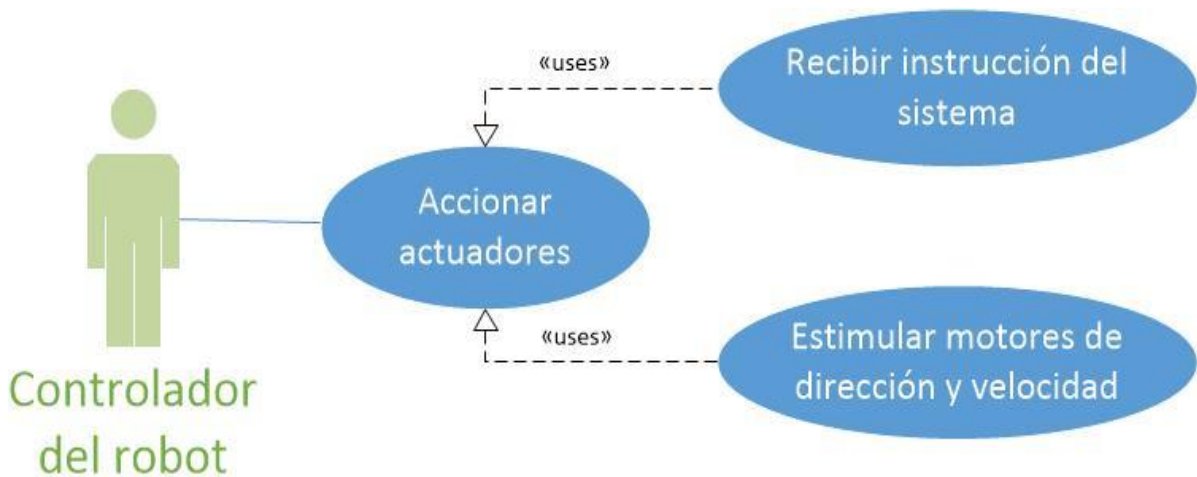 «uses»
Recibir instrucción del
sistema
Accionar
actuadores
«uses»
Estimular motores de
dirección y velocidad
Controlador
del robot